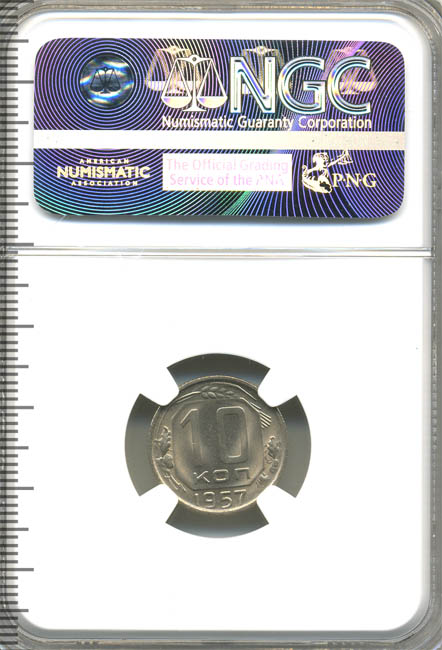 NGC
Numismatic Guaranty Corporation
AMERICAN
NUMISMATIC
ASSOCIATION
The Official Grading
Service of the ANA
PNG
10
КОП
1957